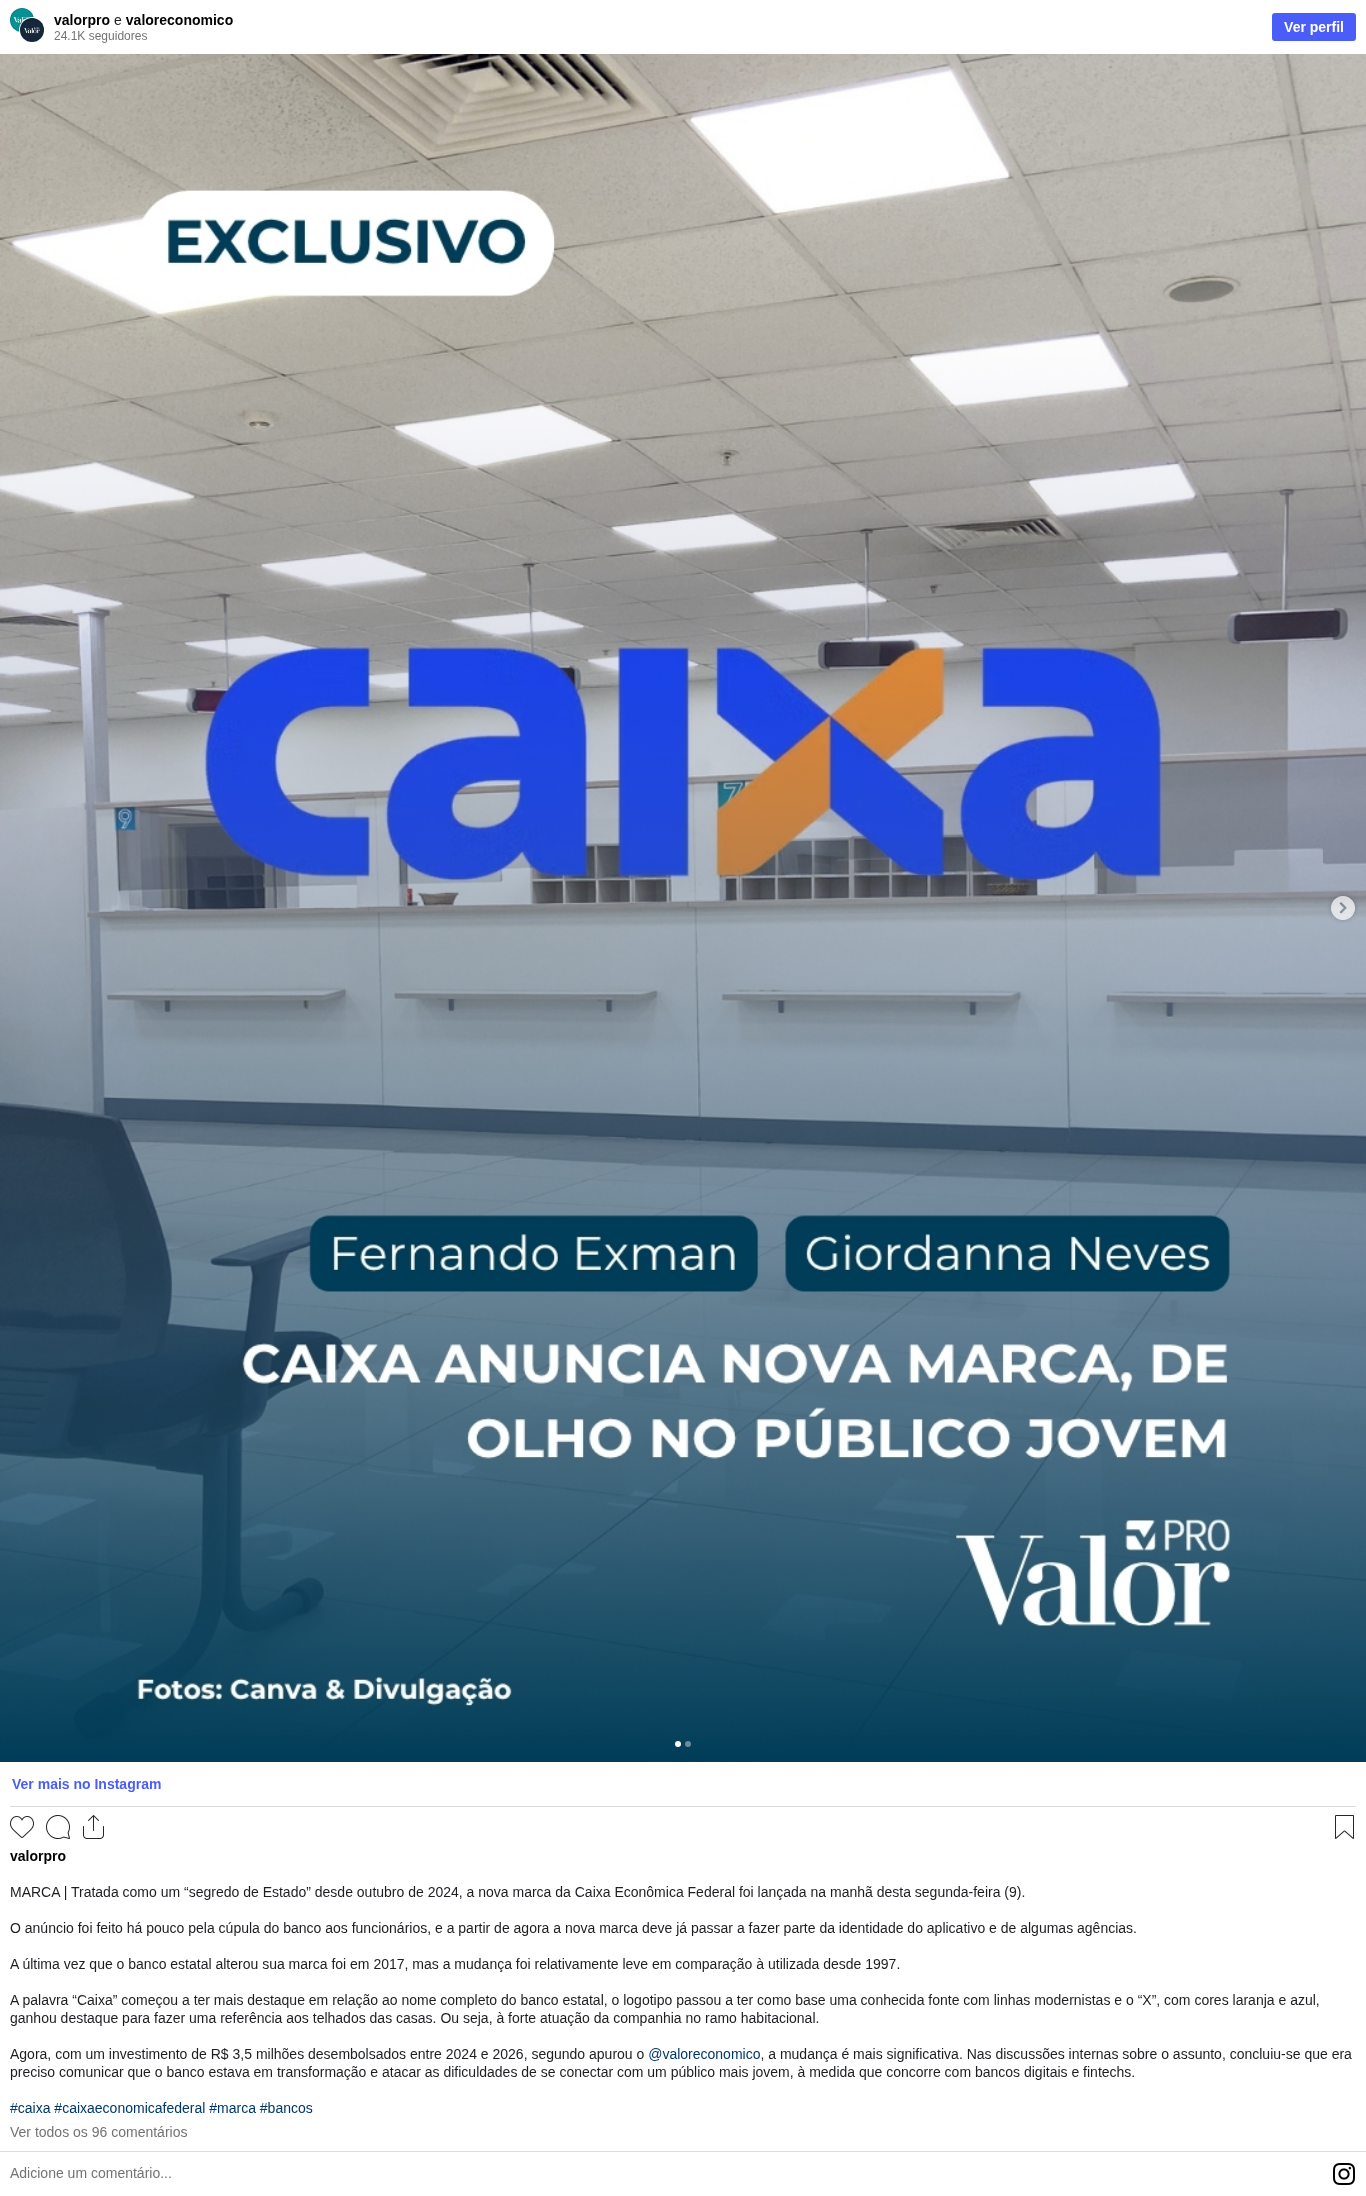 valorpro e valoreconomico
24.1K seguidores
Ver perfil
EXCLUSIVO
caixa
9
7
Fernando Exman Giordanna Neves
CAIXA ANUNCIA NOVA MARCA, DE
OLHO NO PÚBLICO JOVEM
PRO
Valor
Fotos: Canva & Divulgação
Ver mais no Instagram
valorpro
MARCA | Tratada como um “segredo de Estado” desde outubro de 2024, a nova marca da Caixa Econômica Federal foi lançada na manhã desta segunda-feira (9).
O anúncio foi feito há pouco pela cúpula do banco aos funcionários, e a partir de agora a nova marca deve já passar a fazer parte da identidade do aplicativo e de algumas agências.
A última vez que o banco estatal alterou sua marca foi em 2017, mas a mudança foi relativamente leve em comparação à utilizada desde 1997.
A palavra “Caixa” começou a ter mais destaque em relação ao nome completo do banco estatal, o logotipo passou a ter como base uma conhecida fonte com linhas modernistas e o “X”, com cores laranja e azul,
ganhou destaque para fazer uma referência aos telhados das casas. Ou seja, à forte atuação da companhia no ramo habitacional.
Agora, com um investimento de R$ 3,5 milhões desembolsados entre 2024 e 2026, segundo apurou o @valoreconomico, a mudança é mais significativa. Nas discussões internas sobre o assunto, concluiu-se que era
preciso comunicar que o banco estava em transformação e atacar as dificuldades de se conectar com um público mais jovem, à medida que concorre com bancos digitais e fintechs.
#caixa #caixaeconomicafederal #marca #bancos
Ver todos os 96 comentários
Adicione um comentário...